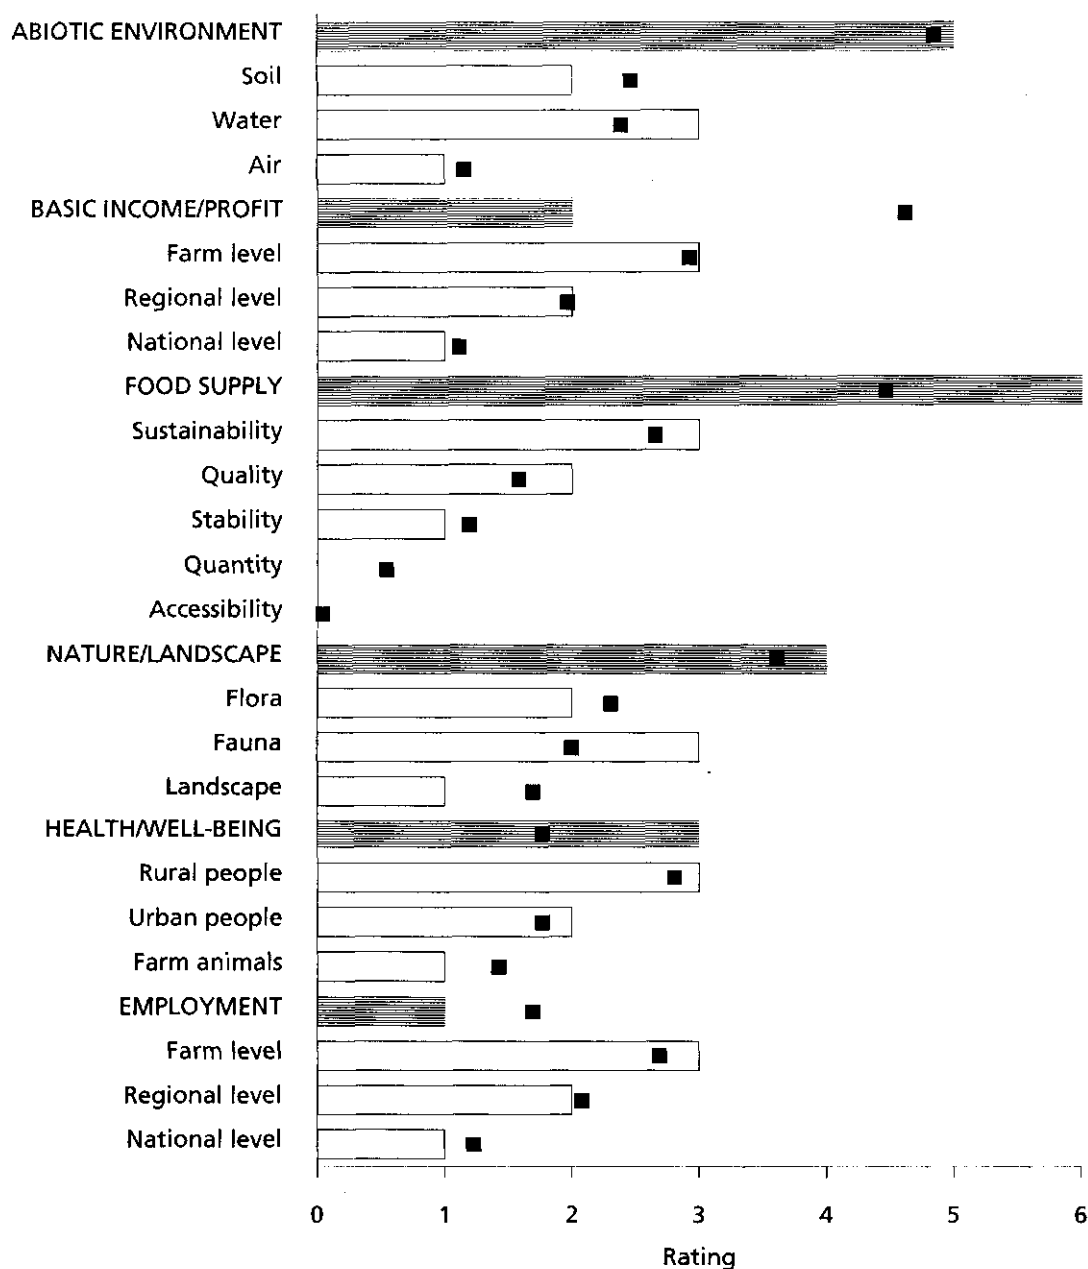 ABIOTIC ENVIRONMENT
Soil
Water
Air
BASIC INCOME/PROFIT
Farm level
Regional level
National level
FOOD SUPPLY
Sustainability
Quality
Stability
Quantity
Accessibility
NATURE/LANDSCAPE
Flora
Fauna
Landscape
HEALTH/WELL-BEING
Rural people
Urban people
Farm animals
EMPLOYMENT
Farm level
Regional level
National level
0 1 2 3 4 5 6
Rating